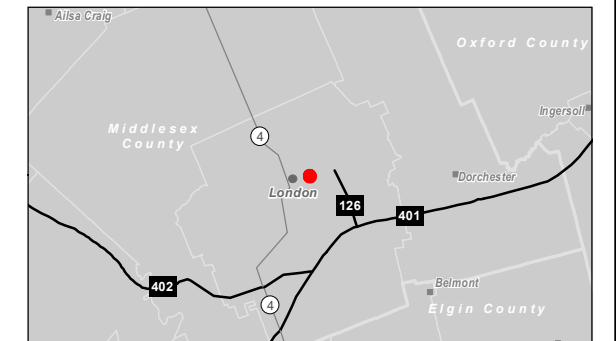 Ailsa Craig
Oxford County
Ingersoll
Middlesex
County
4
London
Dorchester
126
401
402
4
Belmont
Elgin County